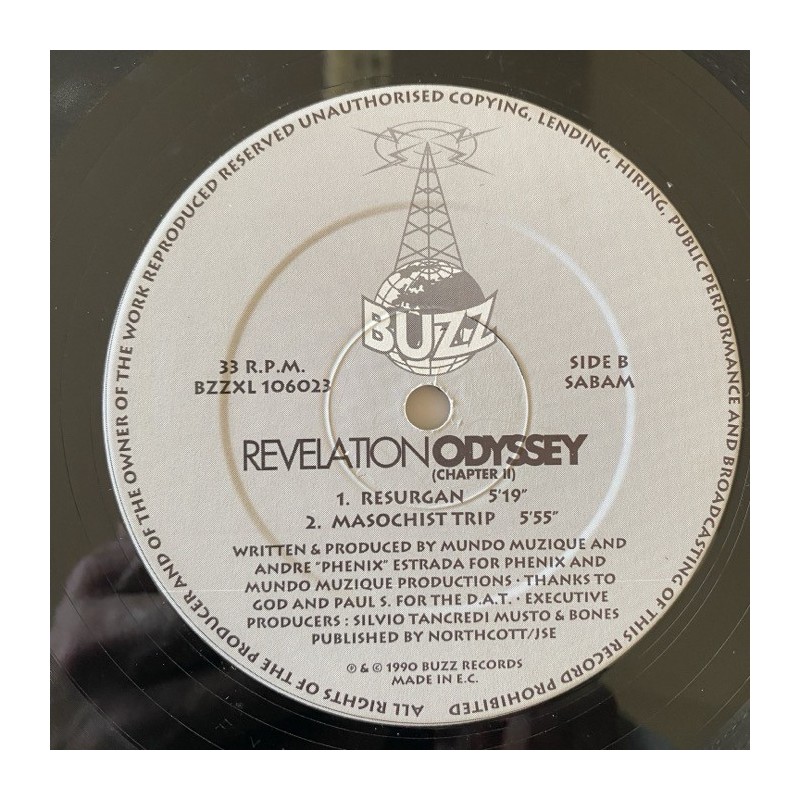 ALL RIGHTS OF THE PRODUCER AND OF THE OWNER OF THE WORK REPRODUCED RESERVED UNAUTHORISED COPYING, LENDING, HIRING, PUBLIC PERFORMANCE AND BROADCASTING OF THIS RECORD PROHIBITED
BUZZ
33 R.P.M.
BZZXL 106023
SIDE B
SABAM
REVELATION ODYSSEY
(CHAPTER II)
1. RESURGAN 5'19"
2. MASOCHIST TRIP 5'55"
WRITTEN & PRODUCED BY MUNDO MUZIQUE AND
ANDRE "PHENIX" ESTRADA FOR PHENIX AND
MUNDO MUZIQUE PRODUCTIONS · THANKS TO
GOD AND PAUL S. FOR THE D.A.T. · EXECUTIVE
PRODUCERS : SILVIO TANCREDI MUSTO & BONES
PUBLISHED BY NORTHCOTT/JSE
℗ & © 1990 BUZZ RECORDS
MADE IN E.C.